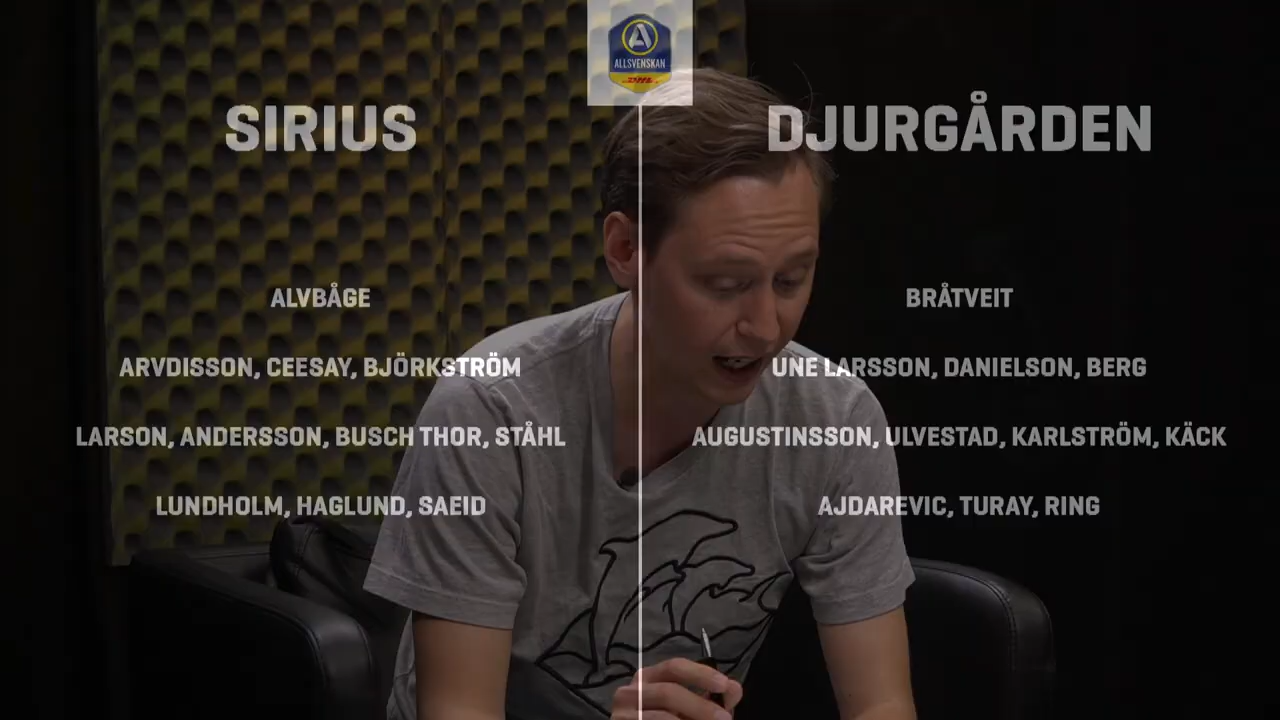 ALLSVENSKAN
DHL
SIRIUS
ALVBÅGE
ARVDISSON, CEESAY, BJÖRKSTRÖM
LARSON, ANDERSSON, BUSCH THOR, STÅHL
LUNDHOLM, HAGLUND, SAEID
DJURGÅRDEN
BRÅTVEIT
UNE LARSSON, DANIELSON, BERG
AUGUSTINSSON, ULVESTAD, KARLSTRÖM, KÄCK
AJDAREVIC, TURAY, RING